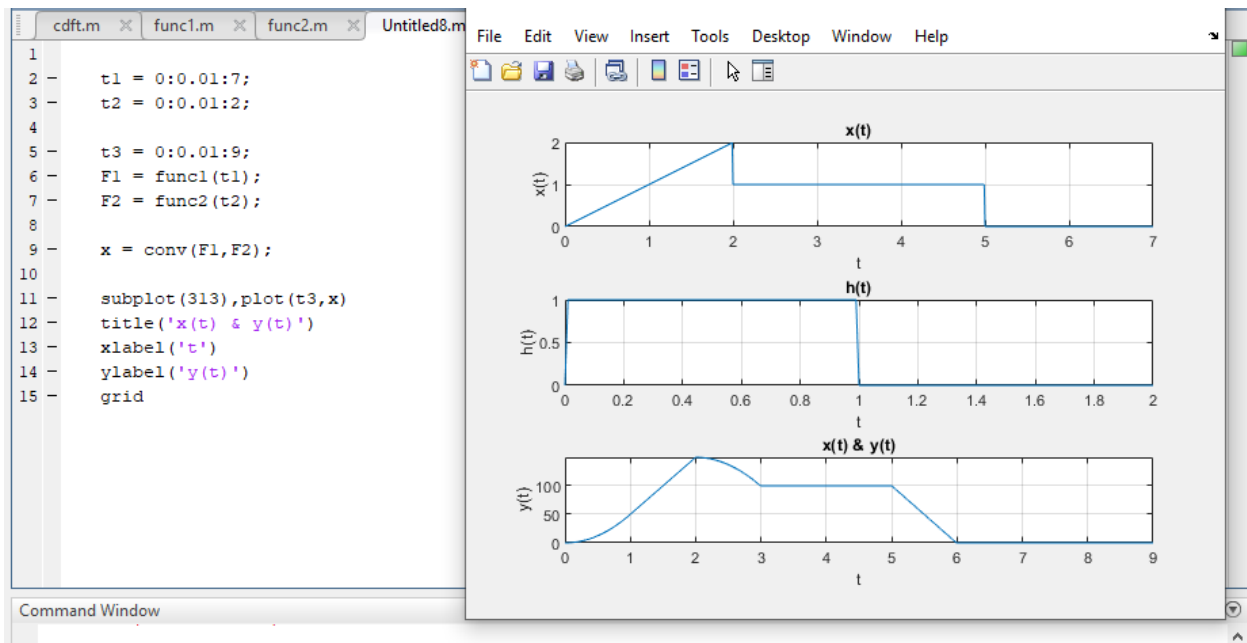 cdft.m func1.m func2.m Untitled8.m
1
2 - t1 = 0:0.01:7;
3 - t2 = 0:0.01:2;
4
5 - t3 = 0:0.01:9;
6 - F1 = func1(t1);
7 - F2 = func2(t2);
8
9 - x = conv(F1,F2);
10
11 - subplot(313),plot(t3,x)
12 - title('x(t) & y(t)')
13 - xlabel('t')
14 - ylabel('y(t)')
15 - grid
File Edit View Insert Tools Desktop Window Help
x(t)
2
1
0
x(t)
0 1 2 3 4 5 6 7
t
h(t)
1
0.5
0
h(t)
0 0.2 0.4 0.6 0.8 1 1.2 1.4 1.6 1.8 2
t
x(t) & y(t)
100
50
0
y(t)
0 1 2 3 4 5 6 7 8 9
t
Command Window